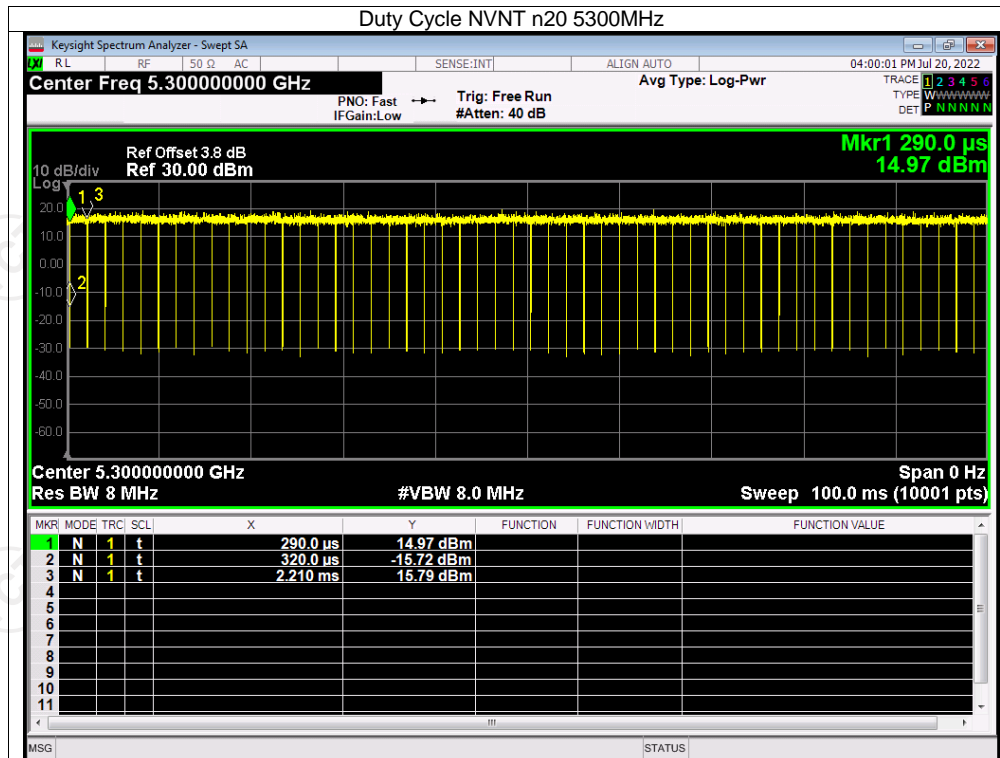 Duty Cycle NVNT n20 5300MHz
Keysight Spectrum Analyzer - Swept SA
LXI RL RF 50 Ω AC SENSE:INT ALIGN AUTO 04:00:01 PM Jul 20, 2022
Center Freq 5.300000000 GHz Avg Type: Log-Pwr TRACE 1 2 3 4 5 6
PNO: Fast Trig: Free Run TYPE WWWWWW
IFGain:Low #Atten: 40 dB DET P N N N N N
Mkr1 290.0 µs
Ref Offset 3.8 dB
10 dB/div Ref 30.00 dBm 14.97 dBm
Log
1 3
20.0
10.0
0.00
2
-10.0
-20.0
-30.0
-40.0
-50.0
-60.0
Center 5.300000000 GHz Span 0 Hz
Res BW 8 MHz #VBW 8.0 MHz Sweep 100.0 ms (10001 pts)
MKR MODE TRC SCL X Y FUNCTION FUNCTION WIDTH FUNCTION VALUE
1 N 1 t 290.0 µs 14.97 dBm
2 N 1 t 320.0 µs -15.72 dBm
3 N 1 t 2.210 ms 15.79 dBm
4
5
6
7
8
9
10
11
MSG STATUS